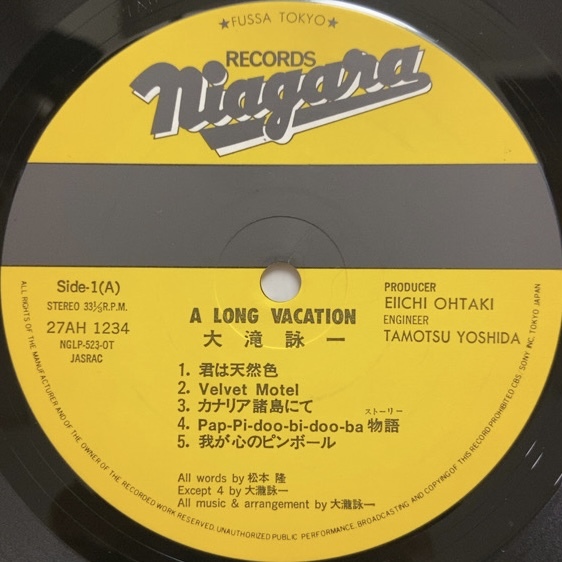 ★FUSSA TOKYO★
RECORDS
Niagara
Side-1(A)
STEREO 33⅓R.P.M.
27AH 1234
NGLP-523-OT
JASRAC
A LONG VACATION
大滝詠一
PRODUCER
EIICHI OHTAKI
ENGINEER
TAMOTSU YOSHIDA
1. 君は天然色
2. Velvet Motel
3. カナリア諸島にて
ストーリー
4. Pap-Pi-doo-bi-doo-ba 物語
5. 我が心のピンボール
All words by 松本 隆
Except 4 by 大瀧詠一
All music & arrangement by 大瀧詠一
ALL RIGHTS OF THE MANUFACTURER AND OF THE OWNER OF THE RECORDED WORK RESERVED. UNAUTHORIZED PUBLIC PERFORMANCE, BROADCASTING AND COPYING OF THIS RECORD PROHIBITED CBS/SONY INC. TOKYO JAPAN